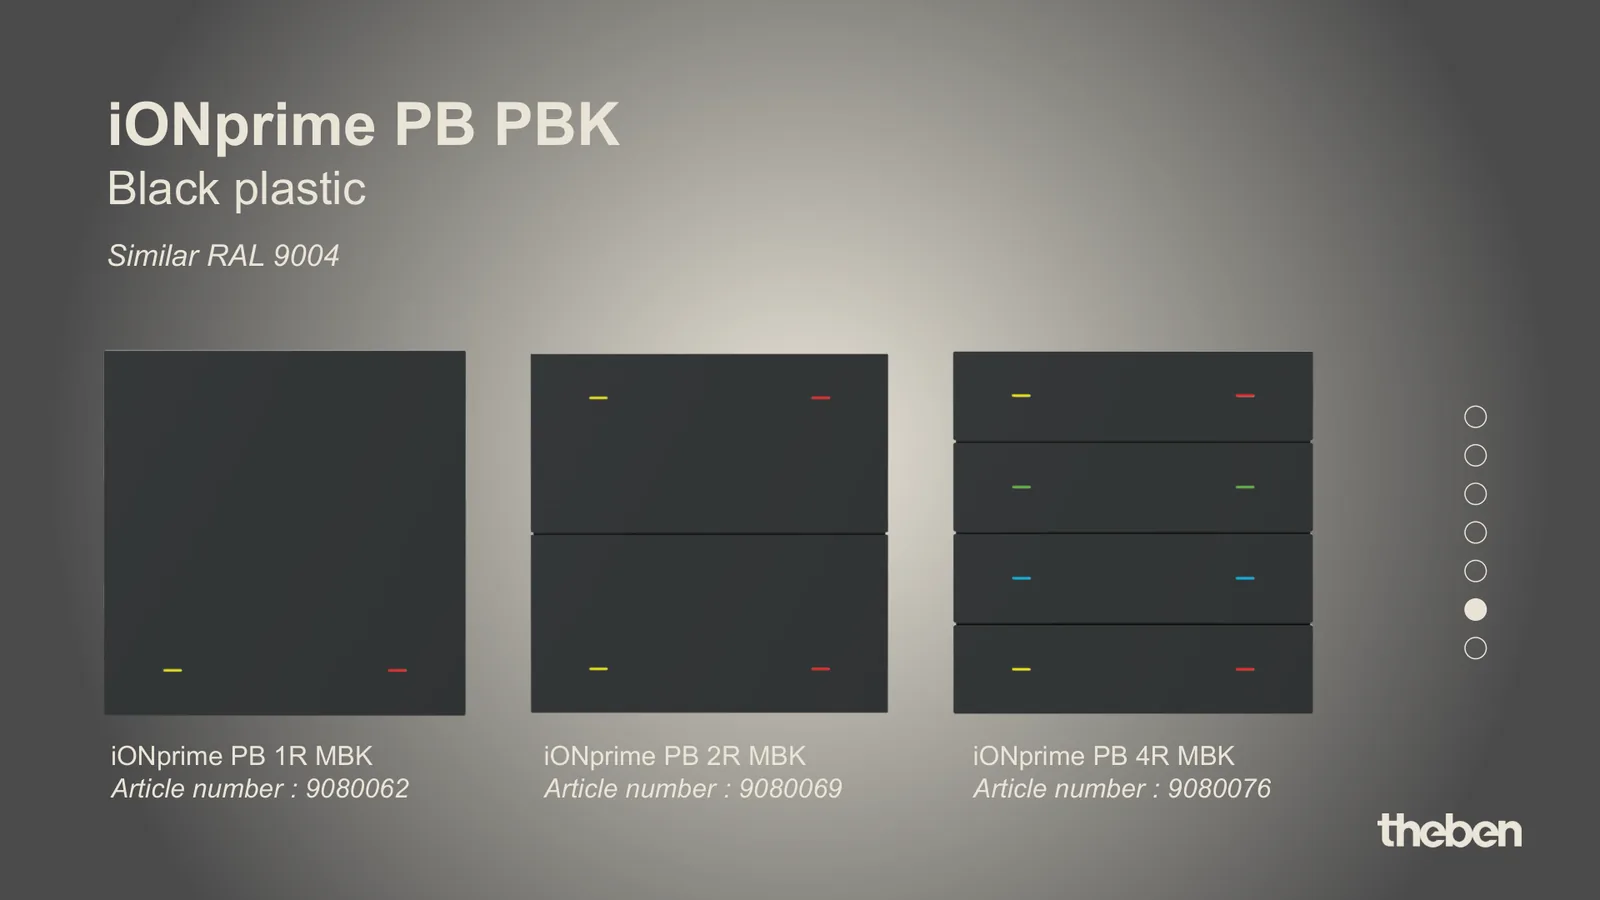 iONprime PB PBK
Black plastic
Similar RAL 9004
iONprime PB 1R MBK
Article number : 9080062
iONprime PB 2R MBK
Article number : 9080069
iONprime PB 4R MBK
Article number : 9080076
theben